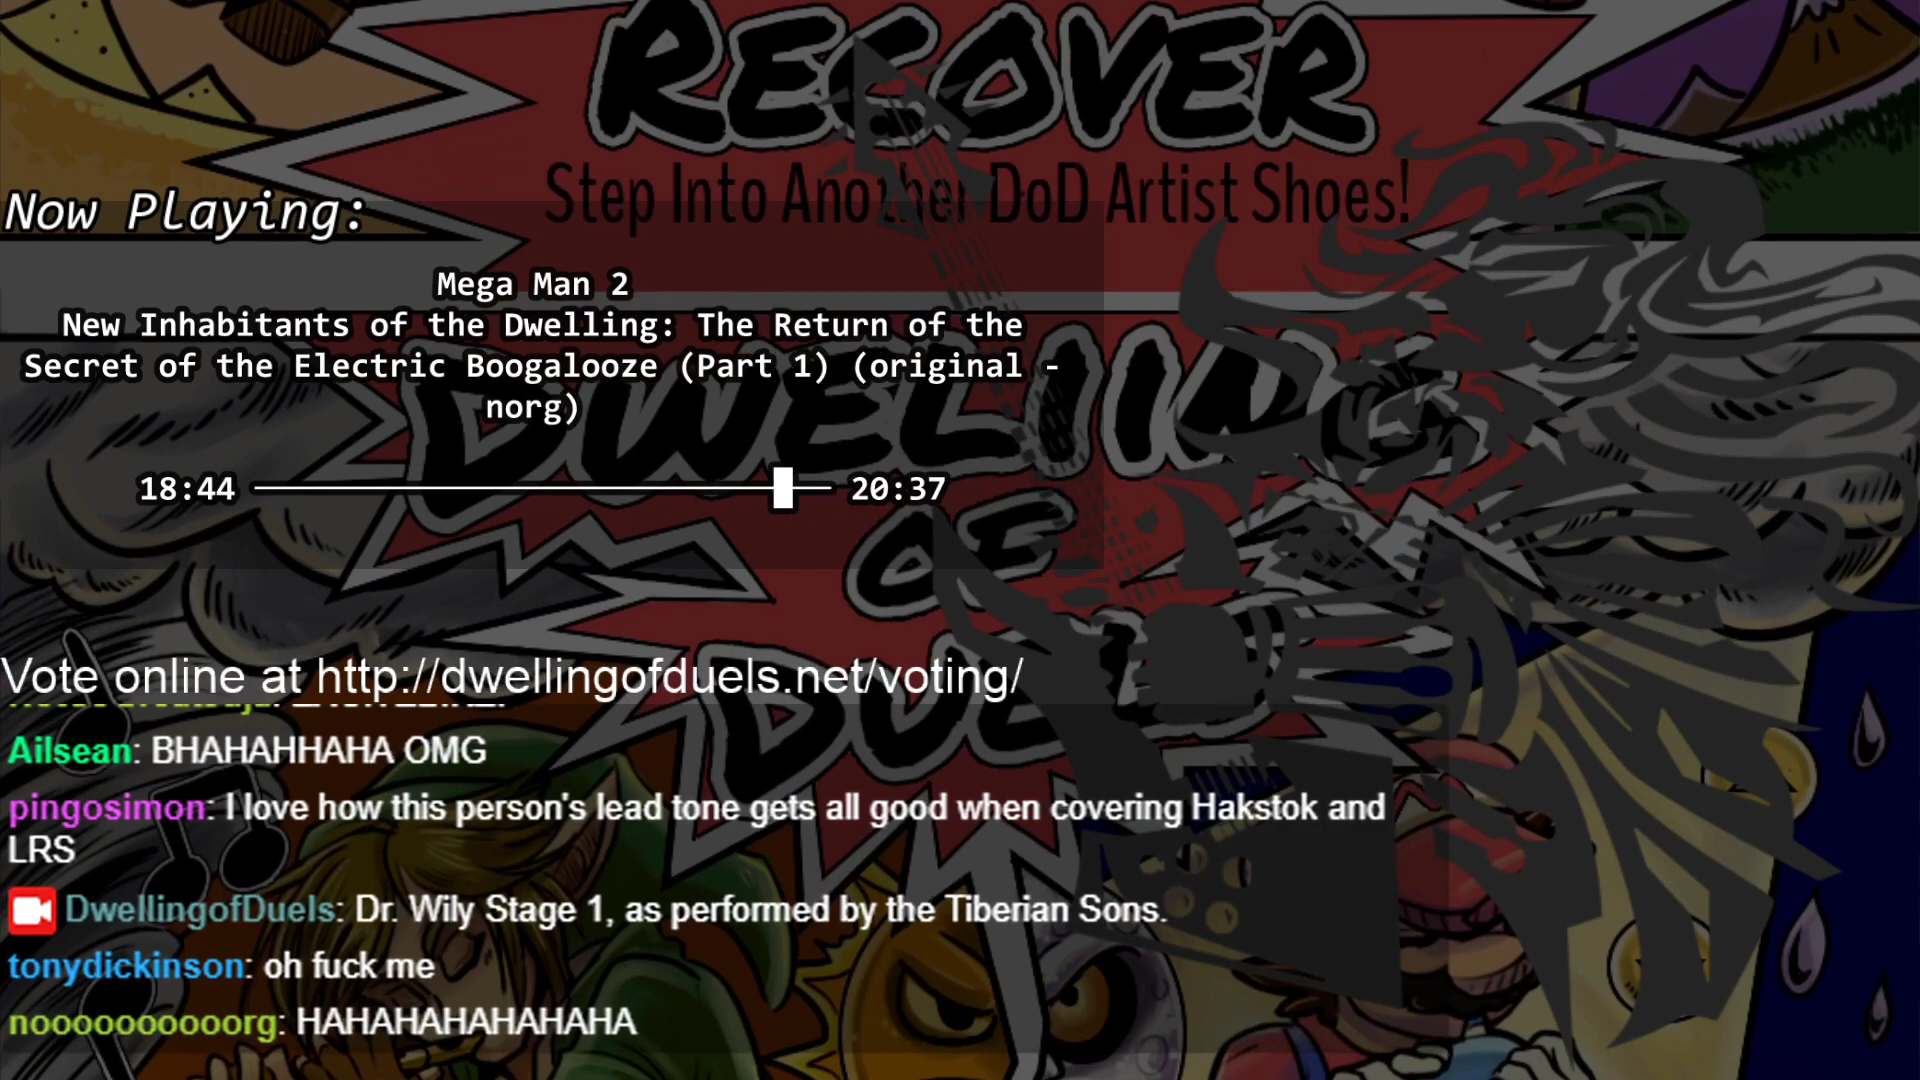 RECOVER
Step Into Another DoD Artist Shoes!
Now Playing:
Mega Man 2
New Inhabitants of the Dwelling: The Return of the
Secret of the Electric Boogalooze (Part 1) (original -
norg)
DWELLING
18:44
20:37
OF
DUELS
Vote online at http://dwellingofduels.net/voting/
Ailsean: BHAHAHHAHA OMG
pingosimon: I love how this person's lead tone gets all good when covering Hakstok and
LRS
DwellingofDuels: Dr. Wily Stage 1, as performed by the Tiberian Sons.
tonydickinson: oh fuck me
noooooooooorg: HAHAHAHAHAHAHA